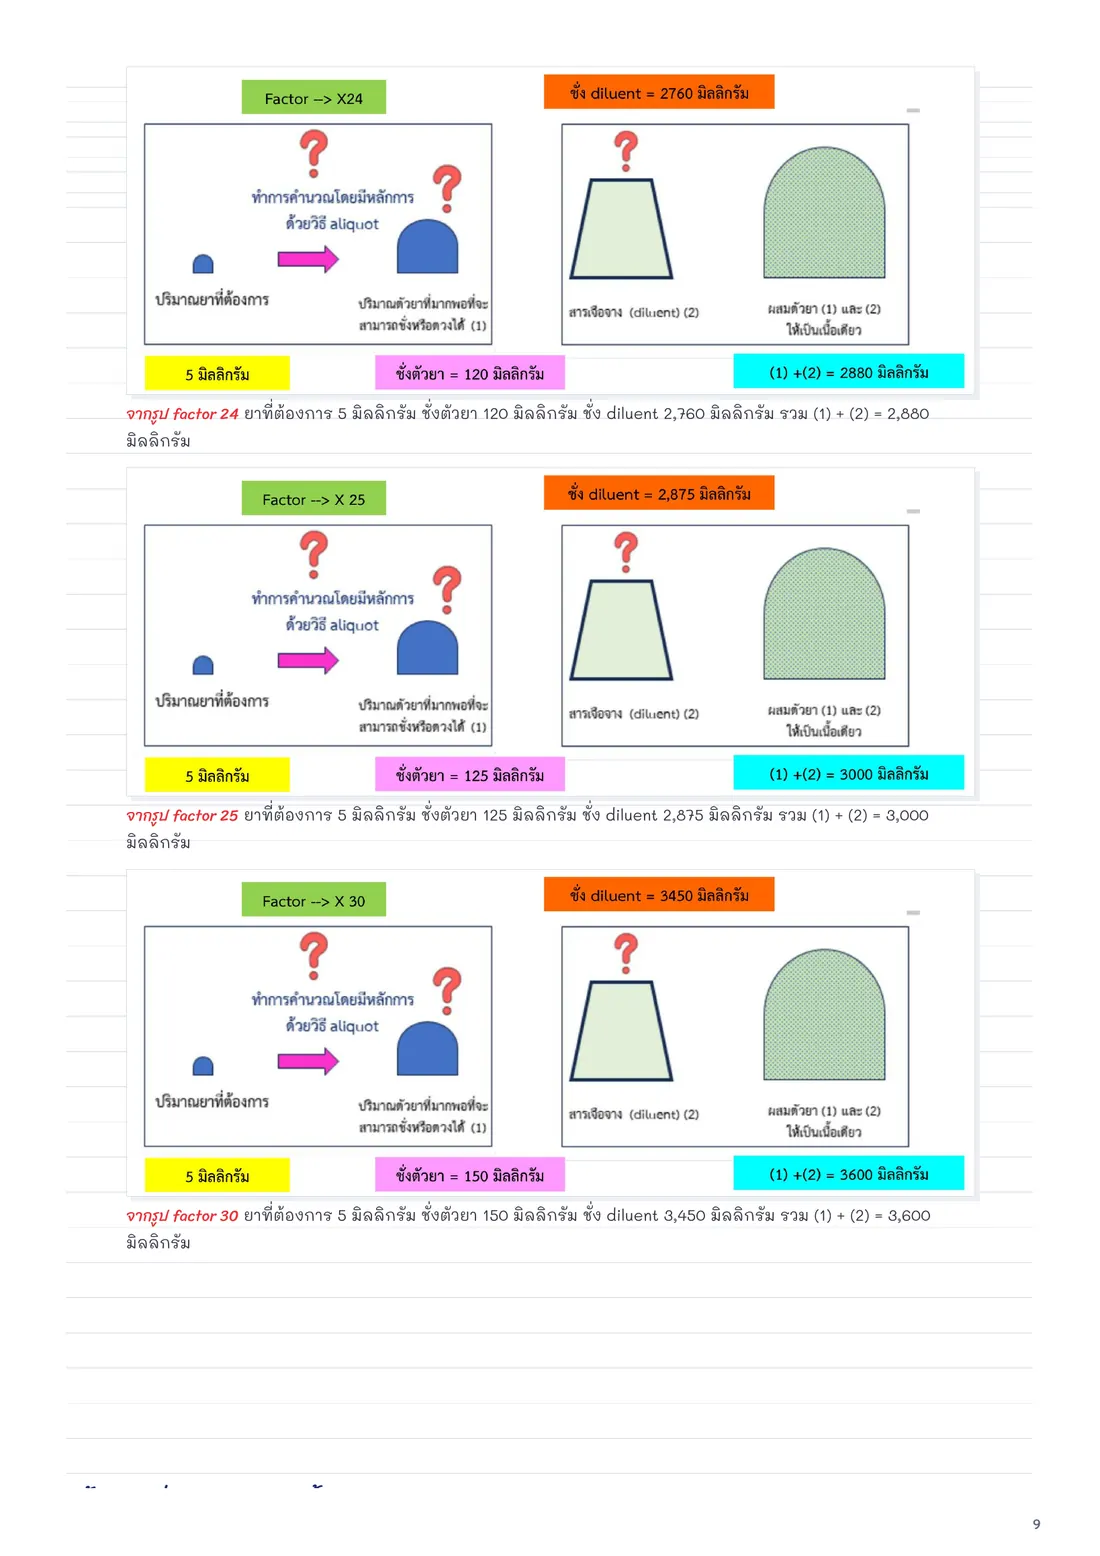 Factor --> X24
ชั่ง diluent = 2760 มิลลิกรัม
?
?
?
ทำการคำนวณโดยมีหลักการ
ด้วยวิธี aliquot
ปริมาณยาที่ต้องการ
ปริมาณตัวยาที่มากพอที่จะ
สามารถชั่งหรือตวงได้ (1)
สารเจือจาง (diluent) (2)
ผสมตัวยา (1) และ (2)
ให้เป็นเนื้อเดียว
5 มิลลิกรัม
ชั่งตัวยา = 120 มิลลิกรัม
(1) +(2) = 2880 มิลลิกรัม
จากรูป factor 24 ยาที่ต้องการ 5 มิลลิกรัม ชั่งตัวยา 120 มิลลิกรัม ชั่ง diluent 2,760 มิลลิกรัม รวม (1) + (2) = 2,880
มิลลิกรัม
Factor --> X 25
ชั่ง diluent = 2,875 มิลลิกรัม
?
?
?
ทำการคำนวณโดยมีหลักการ
ด้วยวิธี aliquot
ปริมาณยาที่ต้องการ
ปริมาณตัวยาที่มากพอที่จะ
สามารถชั่งหรือตวงได้ (1)
สารเจือจาง (diluent) (2)
ผสมตัวยา (1) และ (2)
ให้เป็นเนื้อเดียว
5 มิลลิกรัม
ชั่งตัวยา = 125 มิลลิกรัม
(1) +(2) = 3000 มิลลิกรัม
จากรูป factor 25 ยาที่ต้องการ 5 มิลลิกรัม ชั่งตัวยา 125 มิลลิกรัม ชั่ง diluent 2,875 มิลลิกรัม รวม (1) + (2) = 3,000
มิลลิกรัม
Factor --> X 30
ชั่ง diluent = 3450 มิลลิกรัม
?
?
?
ทำการคำนวณโดยมีหลักการ
ด้วยวิธี aliquot
ปริมาณยาที่ต้องการ
ปริมาณตัวยาที่มากพอที่จะ
สามารถชั่งหรือตวงได้ (1)
สารเจือจาง (diluent) (2)
ผสมตัวยา (1) และ (2)
ให้เป็นเนื้อเดียว
5 มิลลิกรัม
ชั่งตัวยา = 150 มิลลิกรัม
(1) +(2) = 3600 มิลลิกรัม
จากรูป factor 30 ยาที่ต้องการ 5 มิลลิกรัม ชั่งตัวยา 150 มิลลิกรัม ชั่ง diluent 3,450 มิลลิกรัม รวม (1) + (2) = 3,600
มิลลิกรัม
9